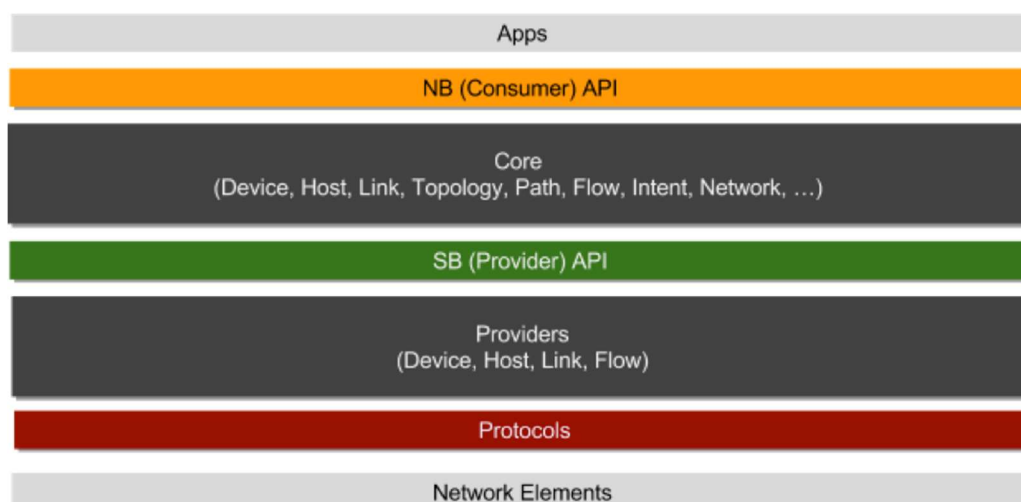 Apps
NB (Consumer) API
Core
(Device, Host, Link, Topology, Path, Flow, Intent, Network, …)
SB (Provider) API
Providers
(Device, Host, Link, Flow)
Protocols
Network Elements